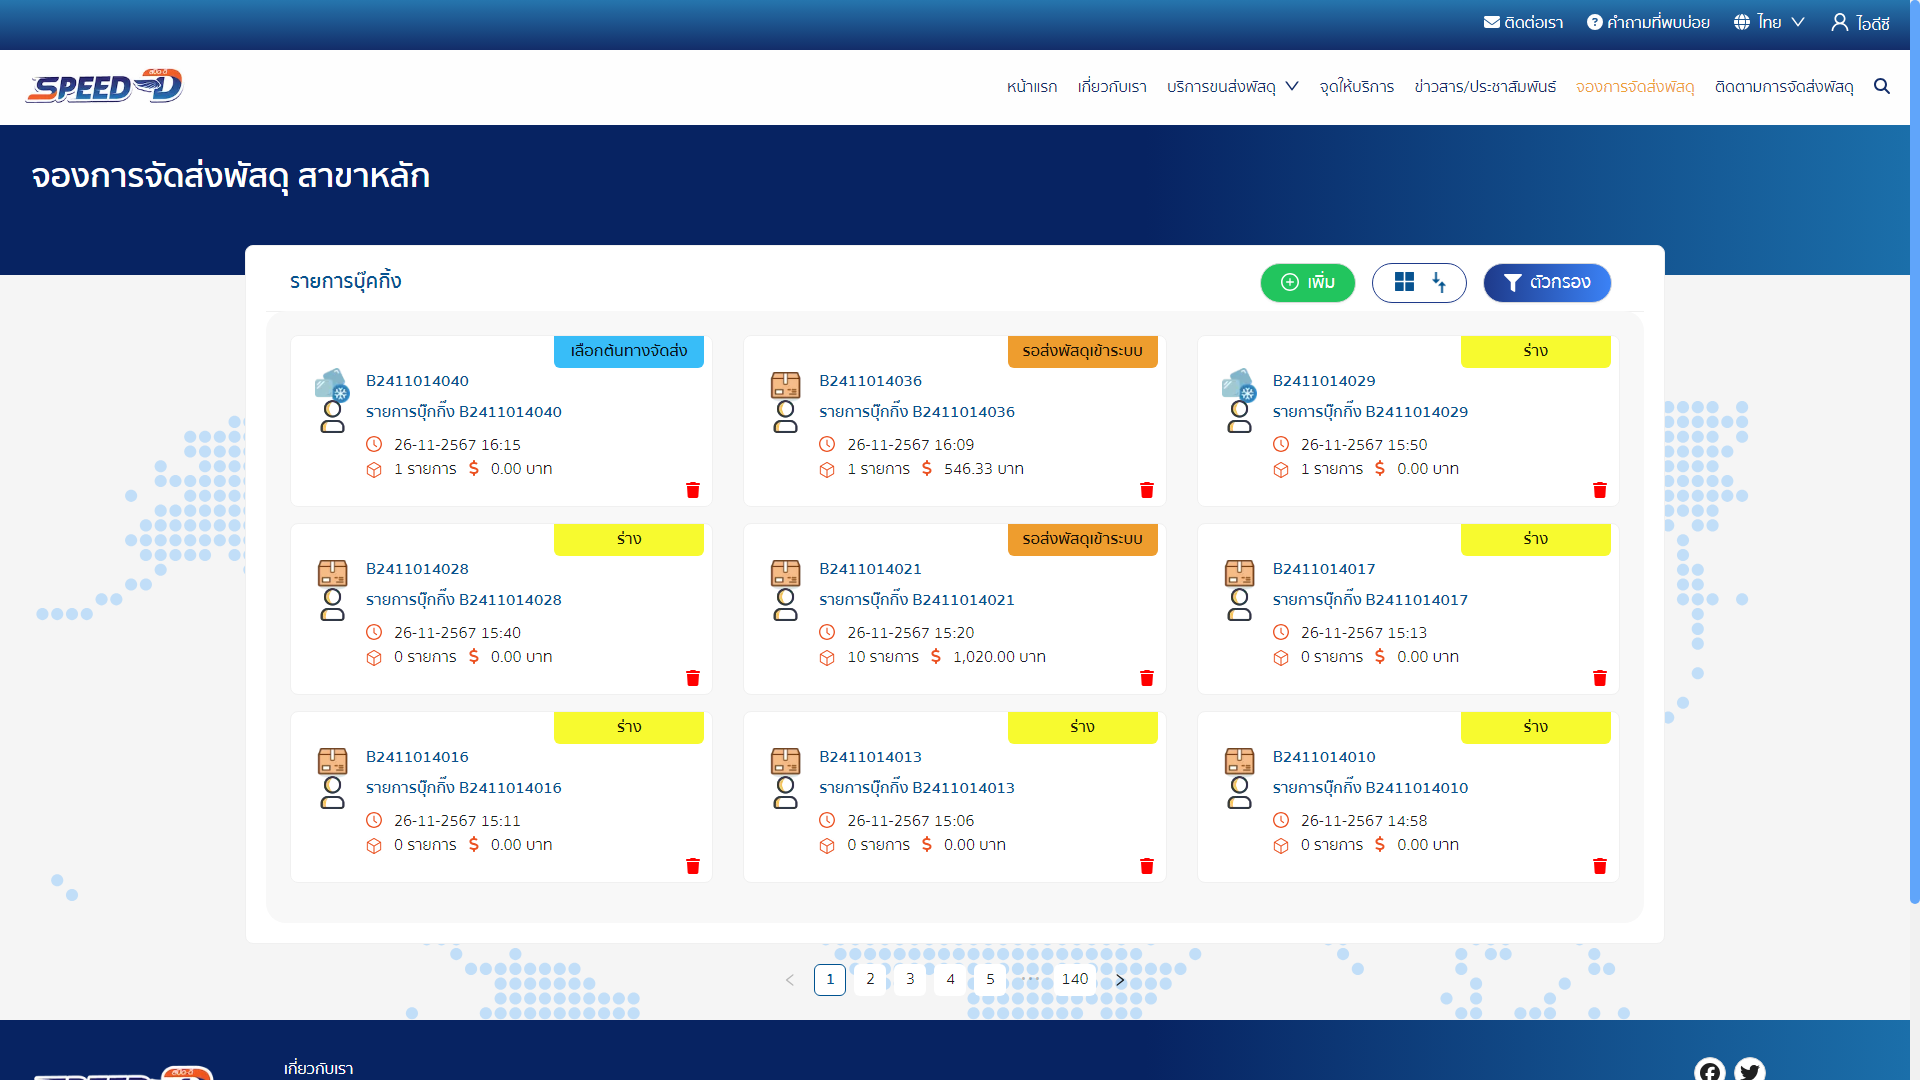 ติดต่อเรา คำถามที่พบบ่อย ไทย ไอดีซี
สปีด-ดี
SPEED-D
หน้าแรก เกี่ยวกับเรา บริการขนส่งพัสดุ จุดให้บริการ ข่าวสาร/ประชาสัมพันธ์ จองการจัดส่งพัสดุ ติดตามการจัดส่งพัสดุ
จองการจัดส่งพัสดุ สาขาหลัก
รายการบุ๊คกิ้ง
เพิ่ม
ตัวกรอง
เลือกต้นทางจัดส่ง
B2411014040
รายการบุ๊กกิ๊ง B2411014040
26-11-2567 16:15
1 รายการ $ 0.00 บาท
รอส่งพัสดุเข้าระบบ
B2411014036
รายการบุ๊กกิ๊ง B2411014036
26-11-2567 16:09
1 รายการ $ 546.33 บาท
ร่าง
B2411014029
รายการบุ๊กกิ๊ง B2411014029
26-11-2567 15:50
1 รายการ $ 0.00 บาท
ร่าง
B2411014028
รายการบุ๊กกิ๊ง B2411014028
26-11-2567 15:40
0 รายการ $ 0.00 บาท
รอส่งพัสดุเข้าระบบ
B2411014021
รายการบุ๊กกิ๊ง B2411014021
26-11-2567 15:20
10 รายการ $ 1,020.00 บาท
ร่าง
B2411014017
รายการบุ๊กกิ๊ง B2411014017
26-11-2567 15:13
0 รายการ $ 0.00 บาท
ร่าง
B2411014016
รายการบุ๊กกิ๊ง B2411014016
26-11-2567 15:11
0 รายการ $ 0.00 บาท
ร่าง
B2411014013
รายการบุ๊กกิ๊ง B2411014013
26-11-2567 15:06
0 รายการ $ 0.00 บาท
ร่าง
B2411014010
รายการบุ๊กกิ๊ง B2411014010
26-11-2567 14:58
0 รายการ $ 0.00 บาท
< 1 2 3 4 5 ••• 140 >
เกี่ยวกับเรา